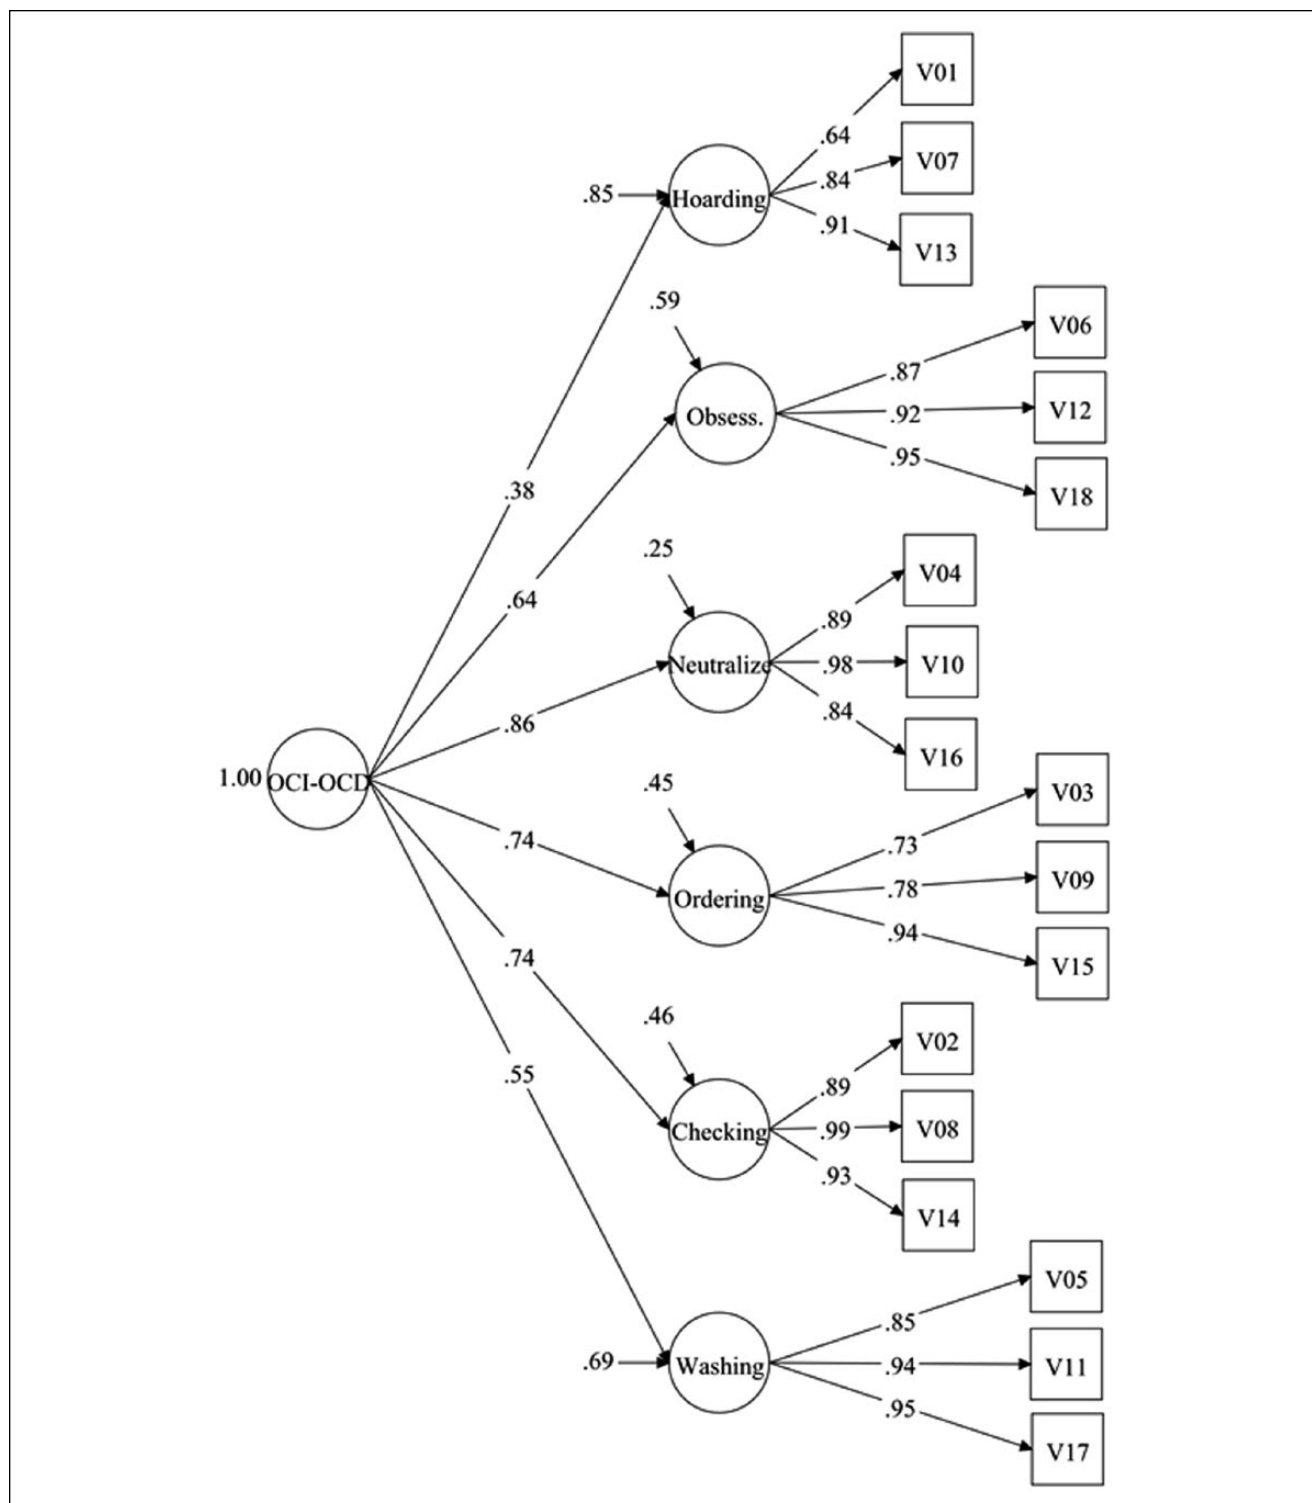 V01
.64
V07
.85
Hoarding
.84
.91
V13
.59
V06
.87
Obsess.
.92
V12
.95
.38
V18
.25
V04
.64
.89
Neutralize
.98
V10
.86
.84
V16
1.00
OCI-OCD
.45
V03
.74
.73
Ordering
.78
V09
.94
.74
V15
.46
V02
.55
.89
Checking
.99
V08
.93
V14
V05
.85
.69
Washing
.94
V11
.95
V17